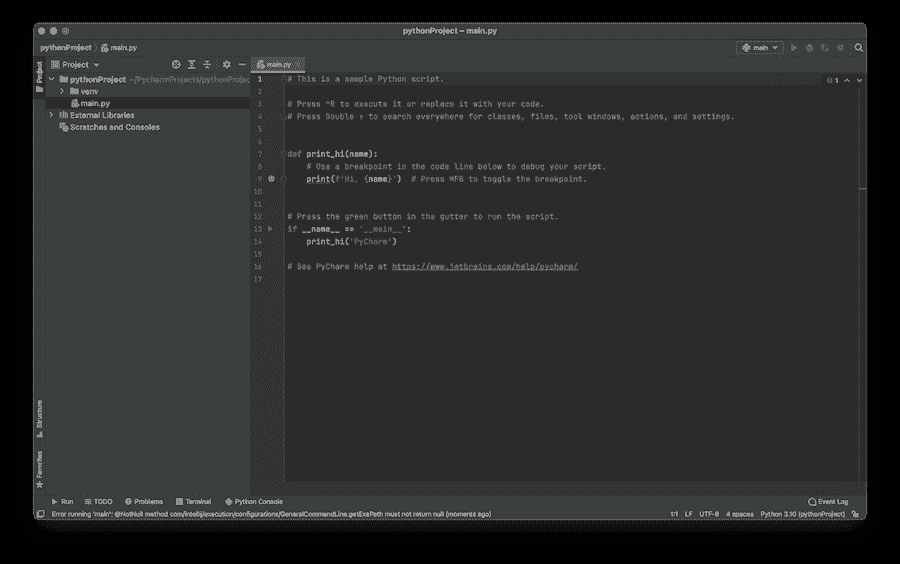 pythonProject – main.py
pythonProject main.py
main
Project
Project
pythonProject ~/PycharmProjects/pythonProject
venv
main.py
External Libraries
Scratches and Consoles
Structure
Favorites
main.py
1
1 # This is a sample Python script.
2
3 # Press ^R to execute it or replace it with your code.
4 # Press Double ⇧ to search everywhere for classes, files, tool windows, actions, and settings.
5
6
7 def print_hi(name):
8 # Use a breakpoint in the code line below to debug your script.
9 print(f'Hi, {name}') # Press ⌘F8 to toggle the breakpoint.
10
11
12 # Press the green button in the gutter to run the script.
13 if __name__ == '__main__':
14 print_hi('PyCharm')
15
16 # See PyCharm help at https://www.jetbrains.com/help/pycharm/
17
Run TODO Problems Terminal Python Console Event Log
Error running 'main': @NotNull method com/intellij/execution/configurations/GeneralCommandLine.getExePath must not return null (moments ago) 1:1 LF UTF-8 4 spaces Python 3.10 (pythonProject)